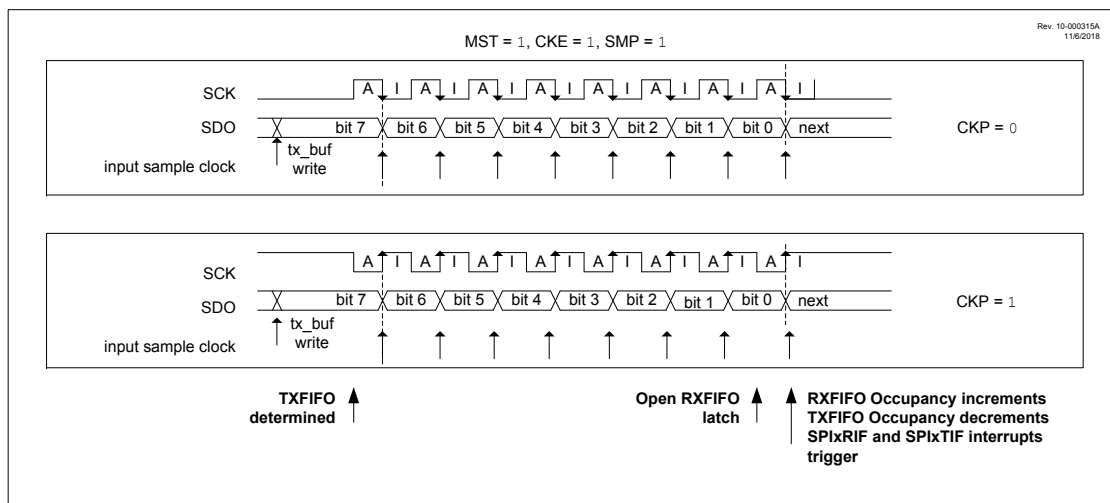 Rev. 10-000315A
11/6/2018
MST = 1, CKE = 1, SMP = 1
SCK A I A I A I A I A I A I A I A I
SDO bit 7 bit 6 bit 5 bit 4 bit 3 bit 2 bit 1 bit 0 next
CKP = 0
tx_buf
write
input sample clock
SCK A I A I A I A I A I A I A I A I
SDO bit 7 bit 6 bit 5 bit 4 bit 3 bit 2 bit 1 bit 0 next
CKP = 1
tx_buf
write
input sample clock
TXFIFO
determined
Open RXFIFO
latch
RXFIFO Occupancy increments
TXFIFO Occupancy decrements
SPIxRIF and SPIxTIF interrupts
trigger